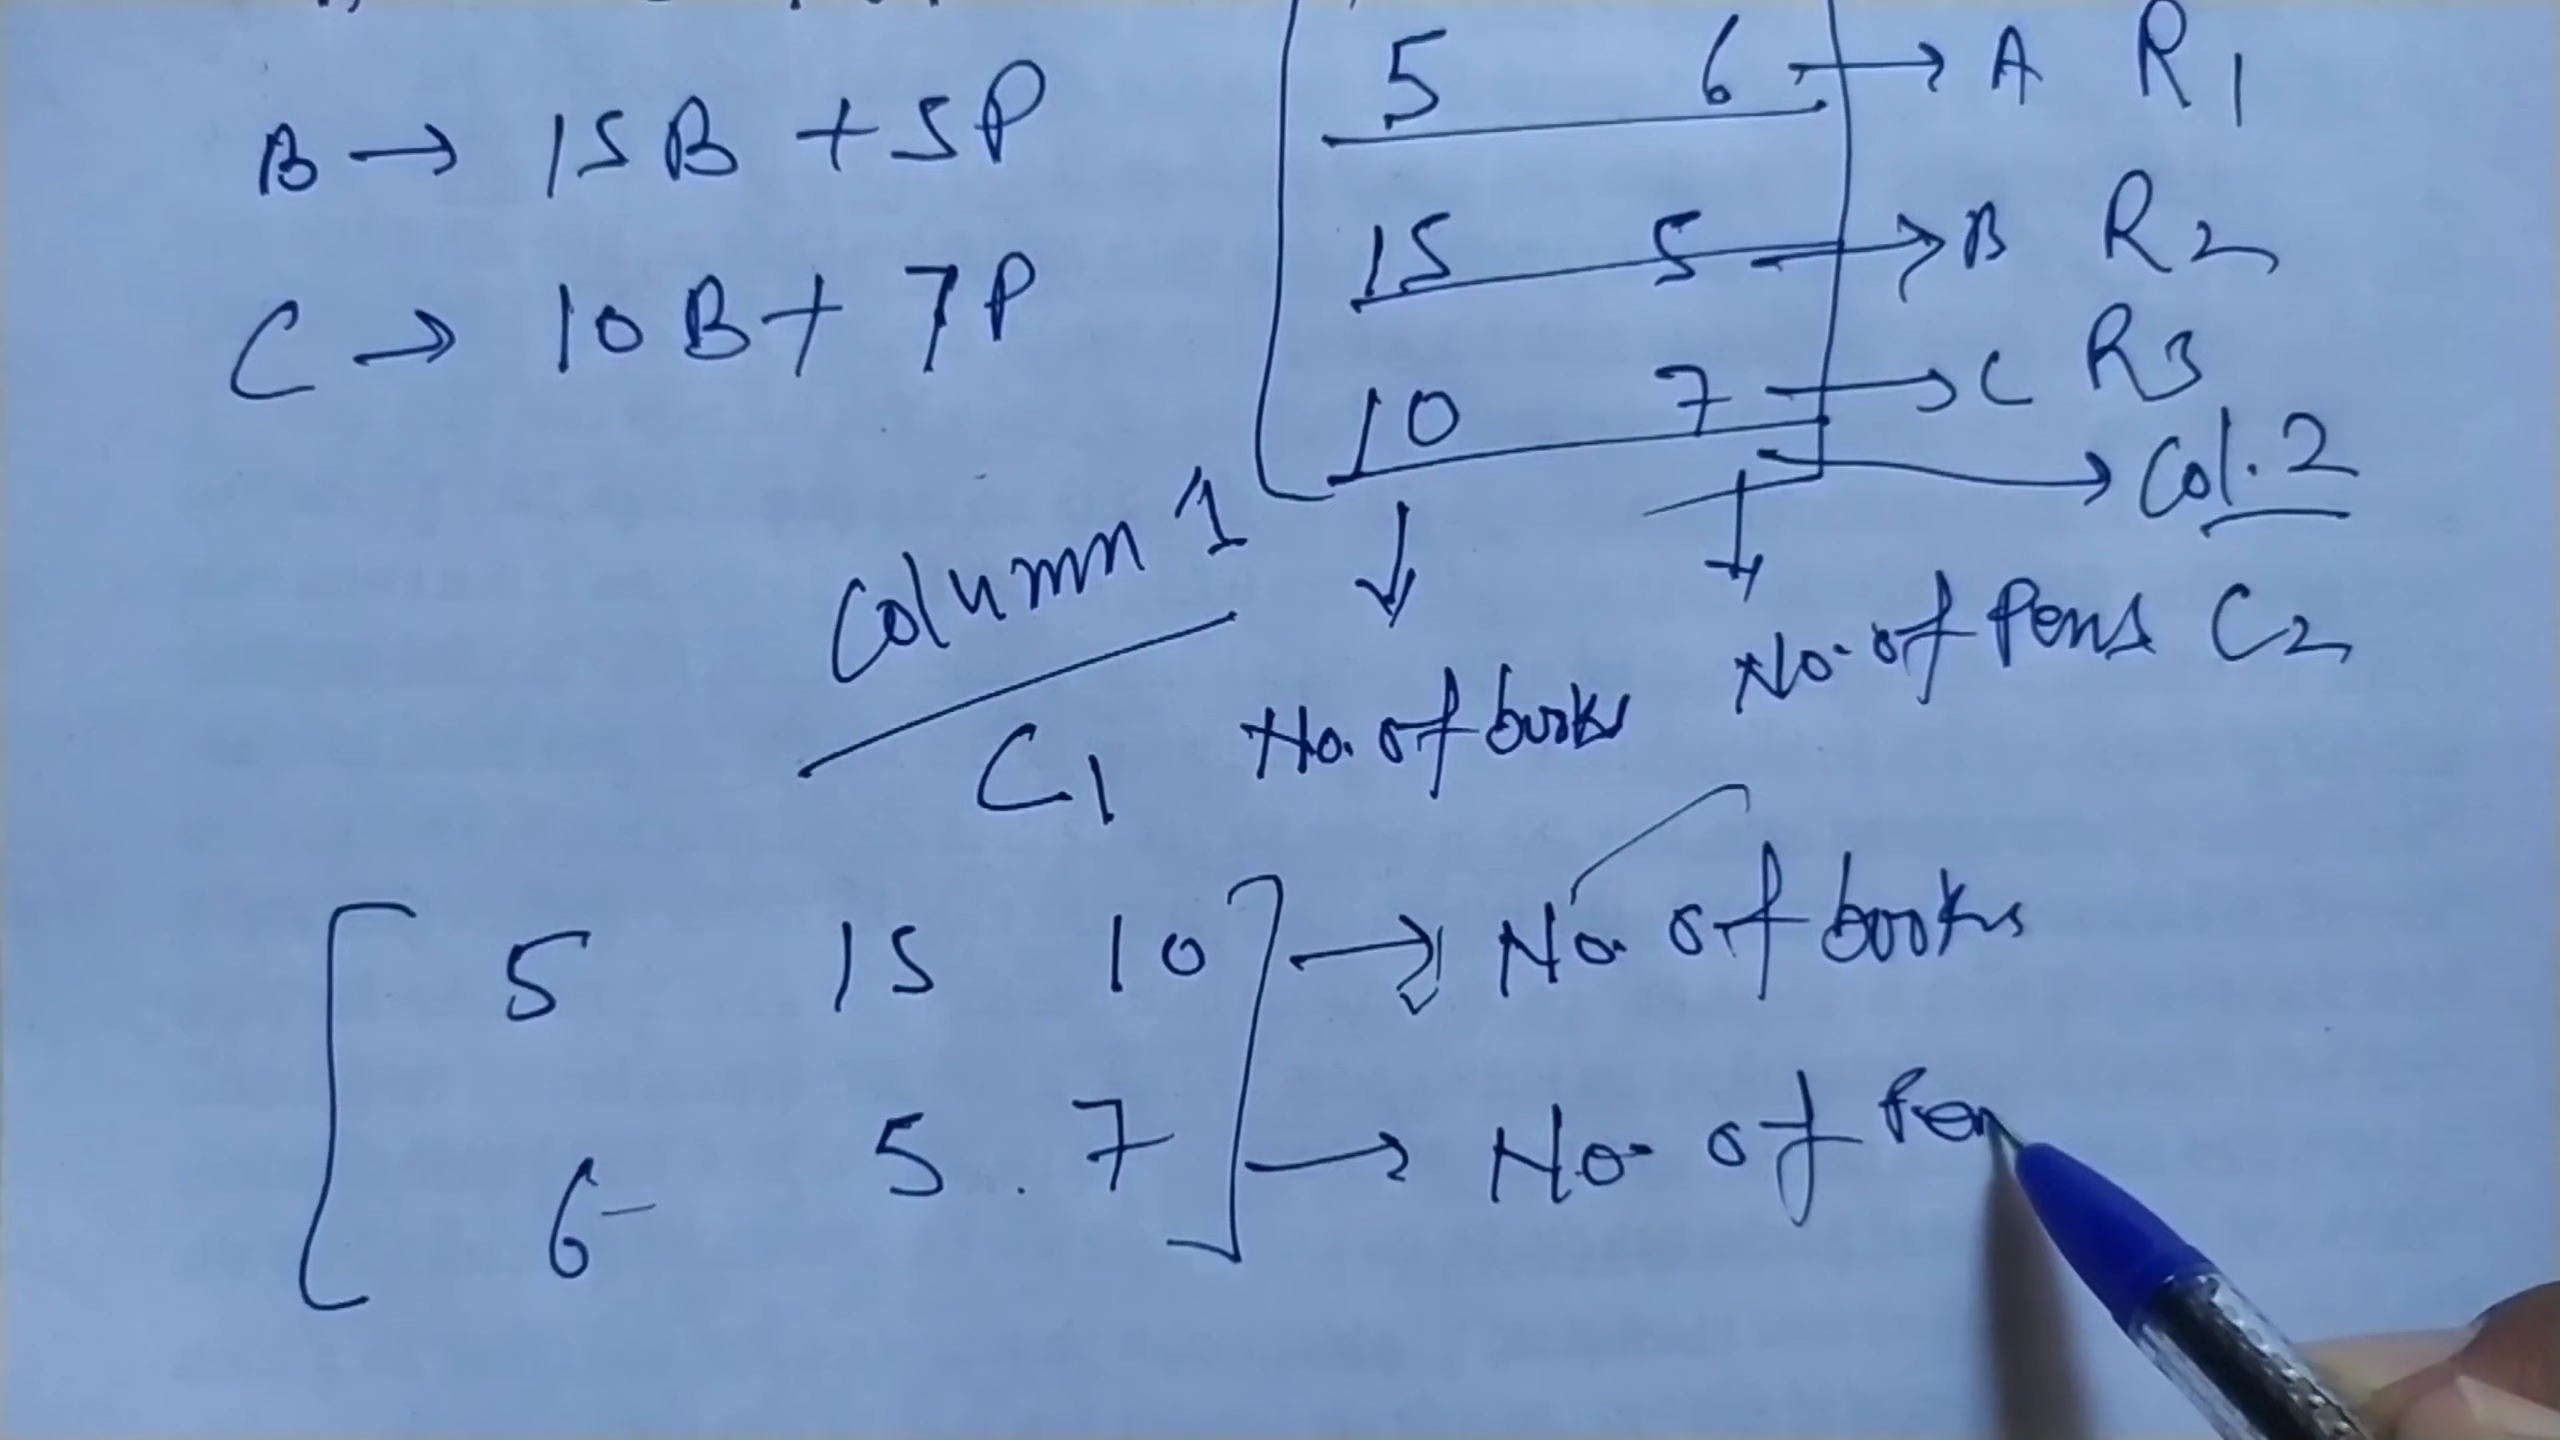 B → 15B + 5P
C → 10B + 7P
5 6 → A R1
15 5 → B R2
10 7 → C R3
→ Col. 2
Column 1
C1
↓ No. of books
↓ No. of Pens C2
5 15 10 → No. of books
6 5 . 7 → No. of Pen